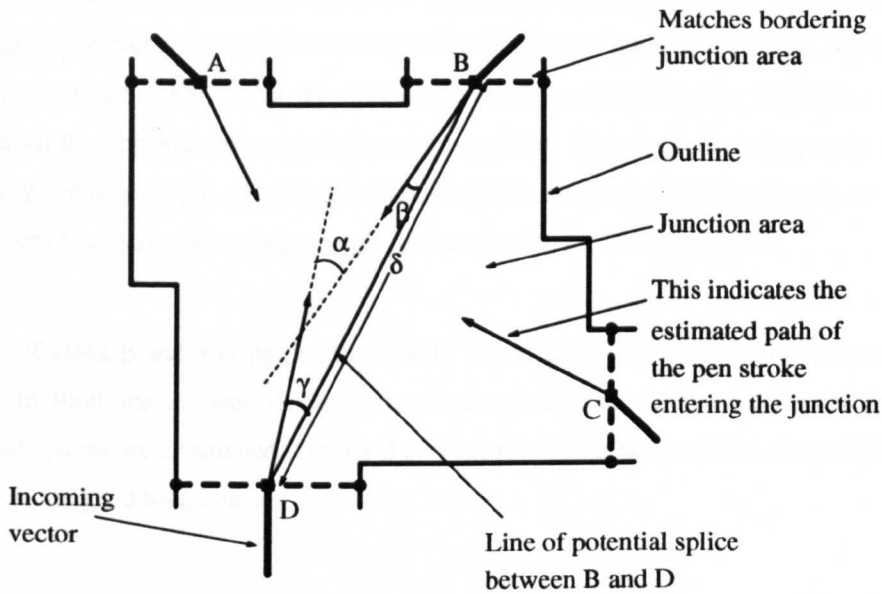 Matches bordering
junction area
A
B
Outline
β
α
Junction area
δ
This indicates the
estimated path of
the pen stroke
entering the junction
γ
C
D
Incoming
vector
Line of potential splice
between B and D